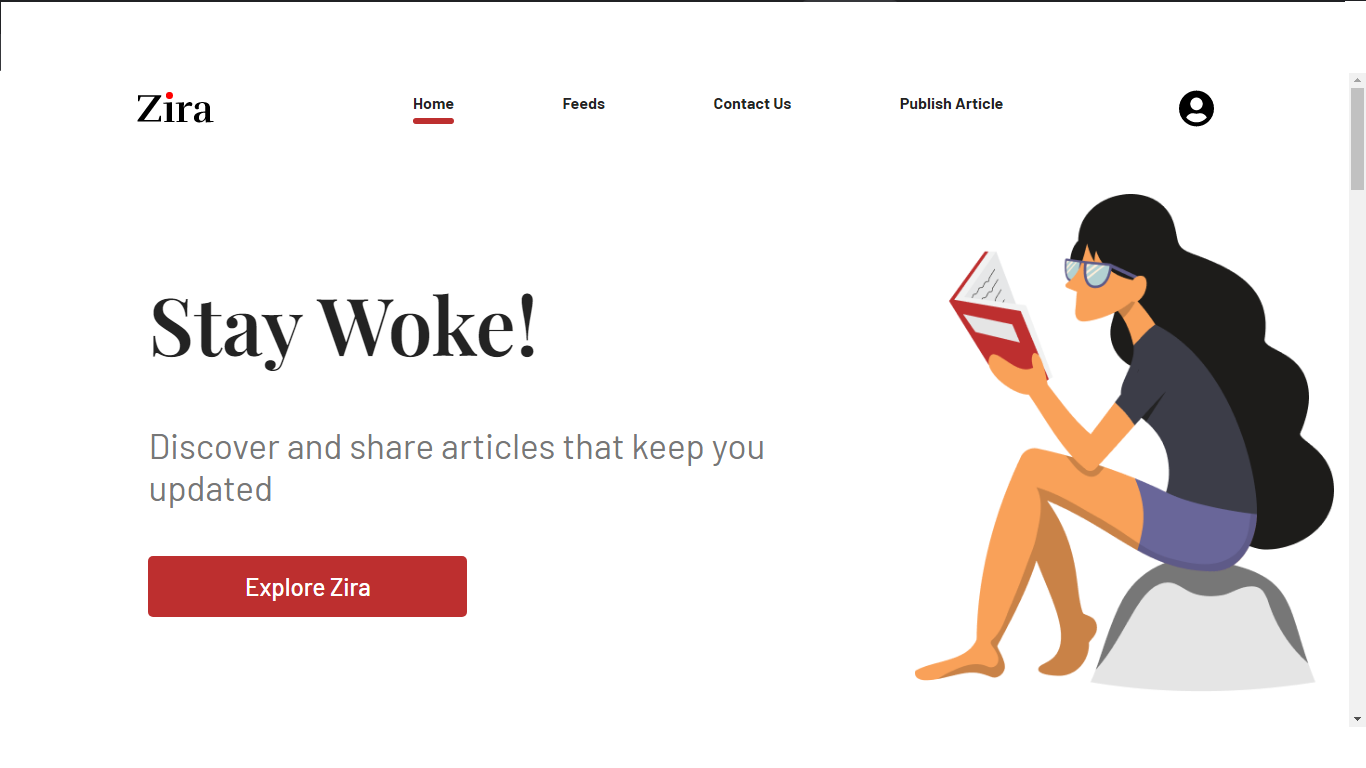 Zira
Home
Feeds
Contact Us
Publish Article
Stay Woke!
Discover and share articles that keep you
updated
Explore Zira